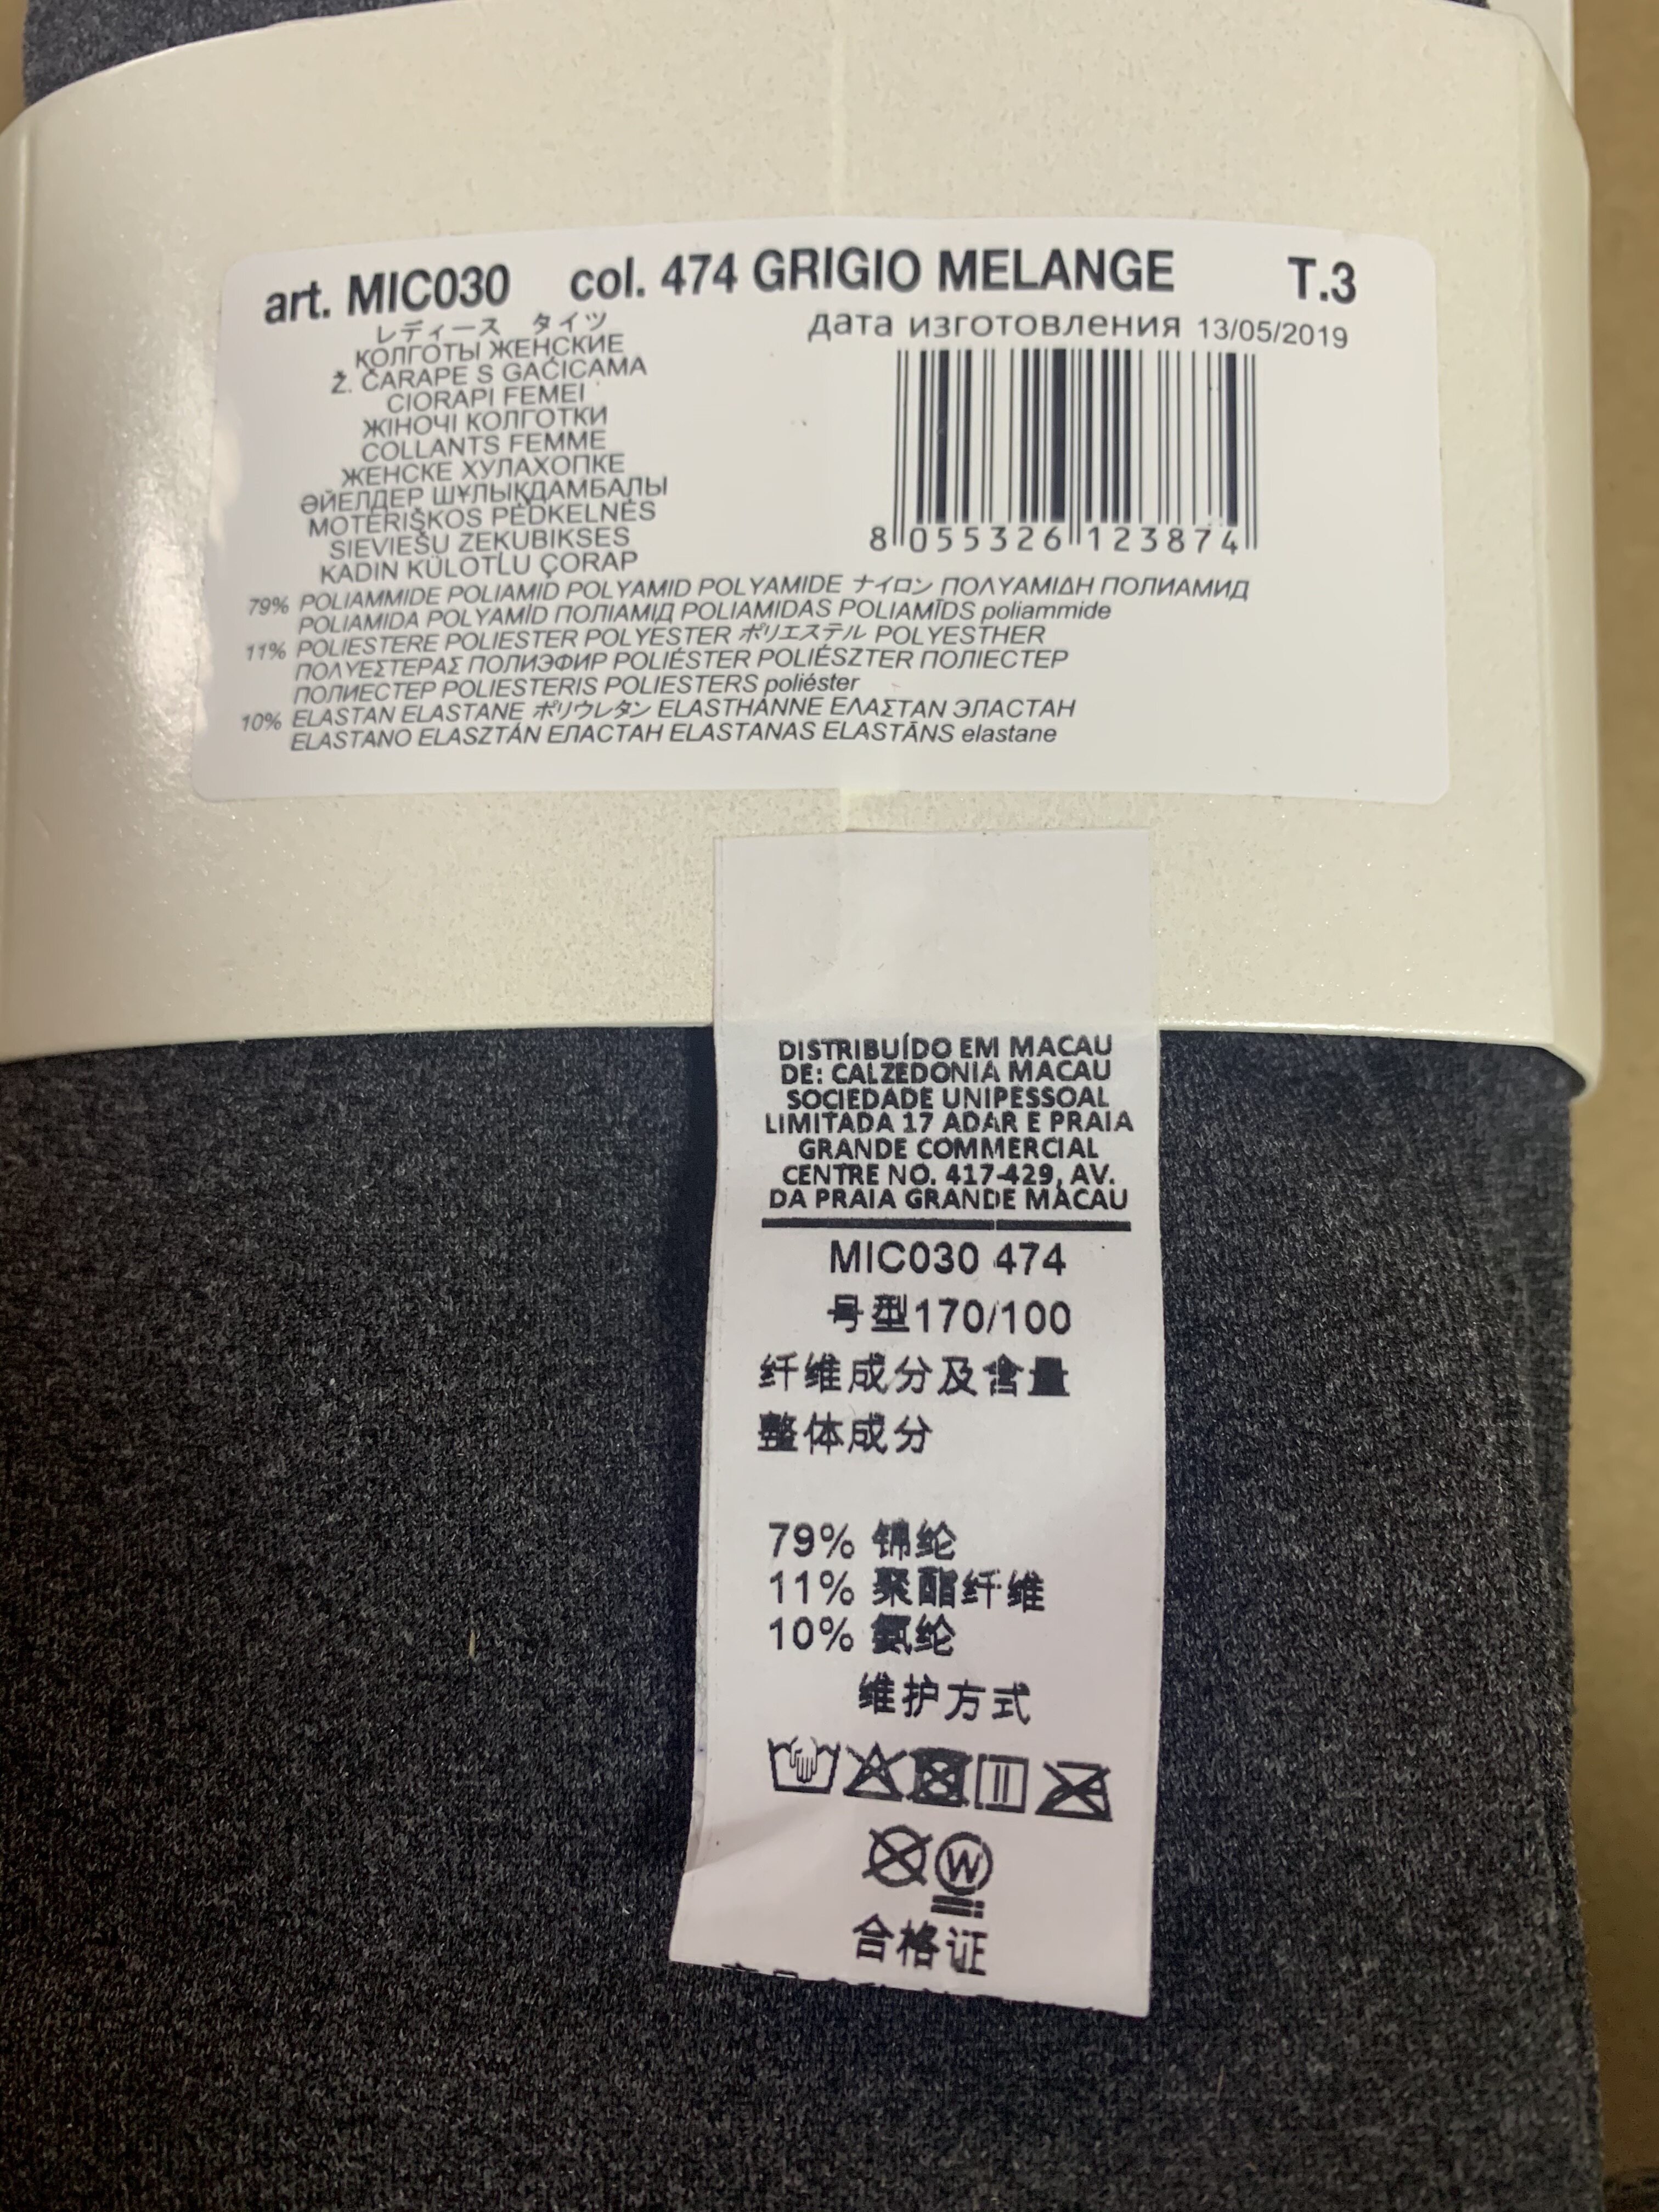 art. MIC030 col. 474 GRIGIO MELANGE T.3
レディース タイツ
КОЛГОТЫ ЖЕНСКИЕ
Ž. ČARAPE S GAĆICAMA
CIORAPI FEMEI
ЖІНОЧІ КОЛГОТКИ
COLLANTS FEMME
ЖЕНСКЕ ХУЛАХОПКЕ
ӘЙЕЛДЕР ШҰЛЫҚДАМБАЛЫ
MOTERIŠKOS PĖDKELNĖS
SIEVIEŠU ZEKUBIKSES
KADIN KÜLOTLU ÇORAP
дата изготовления 13/05/2019
8 055326 123874
79% POLIAMMIDE POLIAMID POLYAMID POLYAMIDE ナイロン ΠΟΛΥΑΜΙΔΗ ПОЛИАМИД
POLIAMIDA POLYAMİD ПОЛІАМІД POLIAMIDAS POLIAMĪDS poliammide
11% POLIESTERE POLIESTER POLYESTER ポリエステル POLYESTHER
ΠΟΛΥΕΣΤΕΡΑΣ ПОЛИЭФИР POLIÉSTER POLIÉSZTER ПОЛІЕСТЕР
ПОЛИЕСТЕР POLIESTERIS POLIESTERS poliéster
10% ELASTAN ELASTANE ポリウレタン ELASTHANNE ΕΛΑΣΤΑΝ ЭЛАСТАН
ELASTANO ELASZTÁN ЕЛАСТАН ELASTANAS ELASTĀNS elastane
DISTRIBUÍDO EM MACAU
DE: CALZEDONIA MACAU
SOCIEDADE UNIPESSOAL
LIMITADA 17 ADAR E PRAIA
GRANDE COMMERCIAL
CENTRE NO. 417-429, AV.
DA PRAIA GRANDE MACAU
MIC030 474
号型170/100
纤维成分及含量
整体成分
79% 锦纶
11% 聚酯纤维
10% 氨纶
维护方式
W
合格证